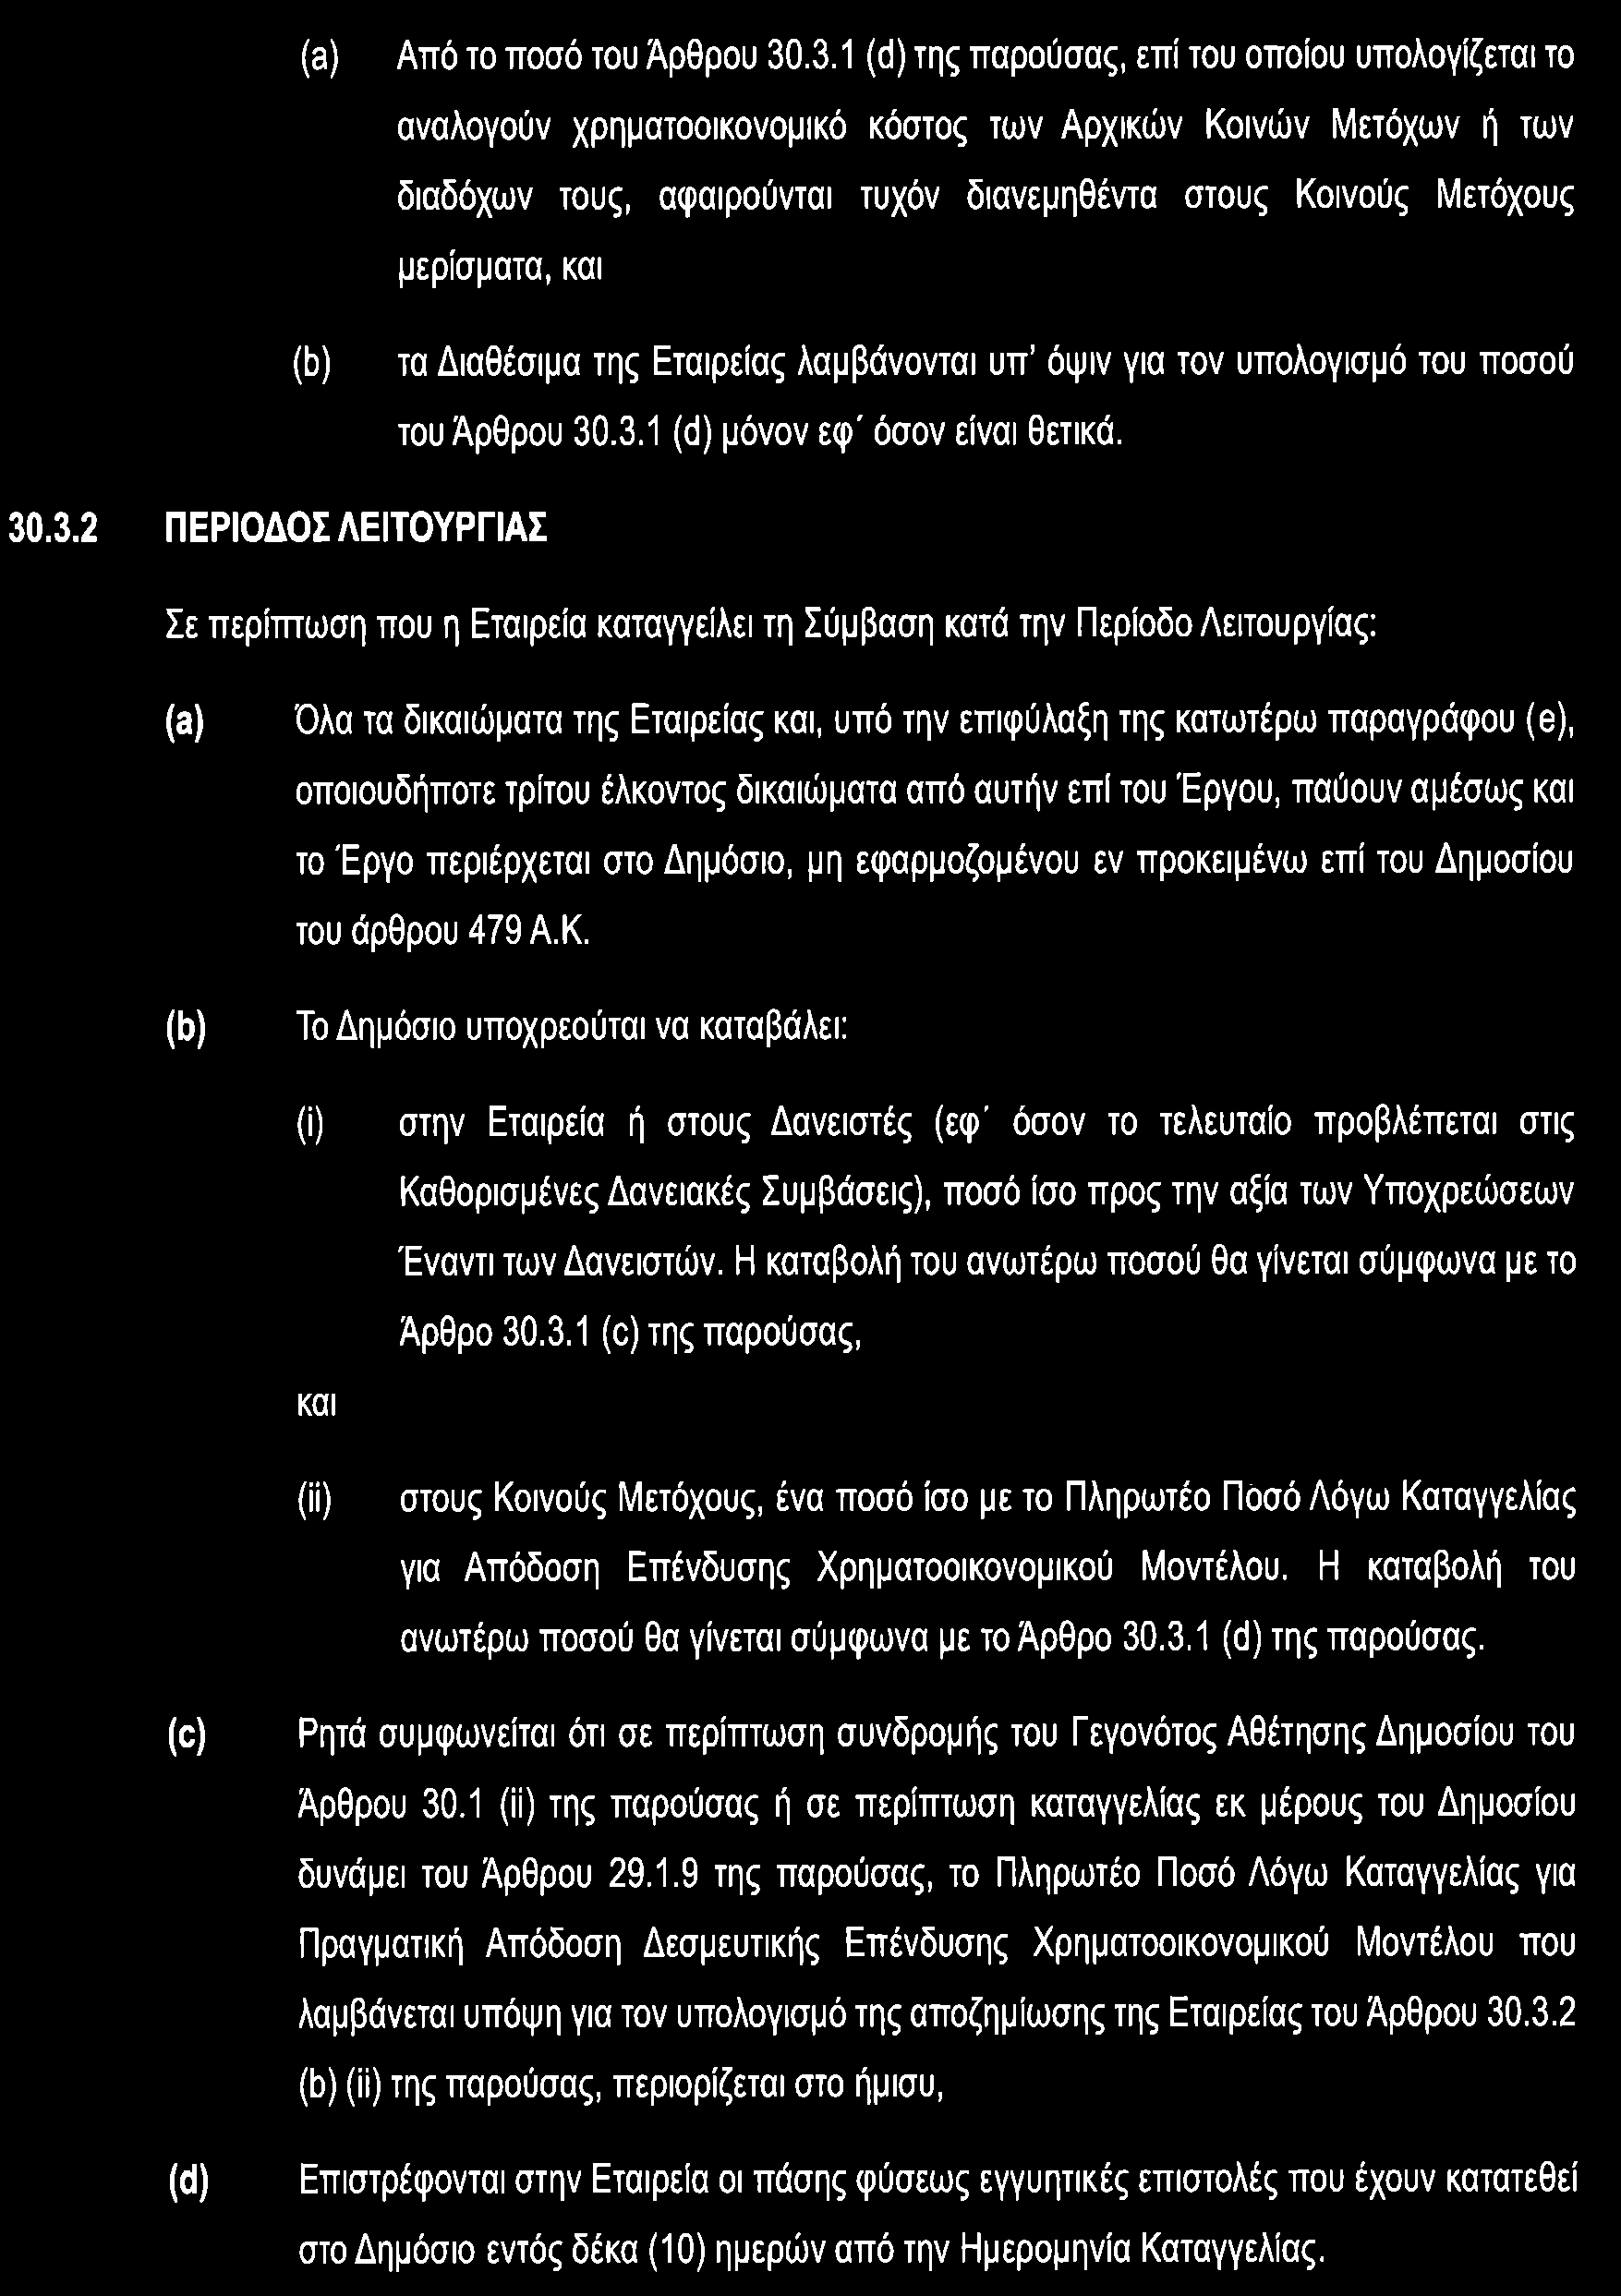 (a) Από το ποσό του Άρθρου 30.3.1 (d) της παρούσας, επί του οποίου υπολογίζεται το
αναλογούν χρηματοοικονομικό κόστος των Αρχικών Κοινών Μετόχων ή των
διαδόχων τους, αφαιρούνται τυχόν διανεμηθέντα στους Κοινούς Μετόχους
μερίσματα, και
(b) τα Διαθέσιμα της Εταιρείας λαμβάνονται υπ’ όψιν για τον υπολογισμό του ποσού
του Άρθρου 30.3.1 (d) μόνον εφ΄ όσον είναι θετικά.
30.3.2 ΠΕΡΙΟΔΟΣ ΛΕΙΤΟΥΡΓΙΑΣ
Σε περίπτωση που η Εταιρεία καταγγείλει τη Σύμβαση κατά την Περίοδο Λειτουργίας:
(a) Όλα τα δικαιώματα της Εταιρείας και, υπό την επιφύλαξη της κατωτέρω παραγράφου (e),
οποιουδήποτε τρίτου έλκοντος δικαιώματα από αυτήν επί του Έργου, παύουν αμέσως και
το Έργο περιέρχεται στο Δημόσιο, μη εφαρμοζομένου εν προκειμένω επί του Δημοσίου
του άρθρου 479 Α.Κ.
(b) Το Δημόσιο υποχρεούται να καταβάλει:
(i) στην Εταιρεία ή στους Δανειστές (εφ΄ όσον το τελευταίο προβλέπεται στις
Καθορισμένες Δανειακές Συμβάσεις), ποσό ίσο προς την αξία των Υποχρεώσεων
Έναντι των Δανειστών. Η καταβολή του ανωτέρω ποσού θα γίνεται σύμφωνα με το
Άρθρο 30.3.1 (c) της παρούσας,
και
(ii) στους Κοινούς Μετόχους, ένα ποσό ίσο με το Πληρωτέο Ποσό Λόγω Καταγγελίας
για Απόδοση Επένδυσης Χρηματοοικονομικού Μοντέλου. Η καταβολή του
ανωτέρω ποσού θα γίνεται σύμφωνα με το Άρθρο 30.3.1 (d) της παρούσας.
(c) Ρητά συμφωνείται ότι σε περίπτωση συνδρομής του Γεγονότος Αθέτησης Δημοσίου του
Άρθρου 30.1 (ii) της παρούσας ή σε περίπτωση καταγγελίας εκ μέρους του Δημοσίου
δυνάμει του Άρθρου 29.1.9 της παρούσας, το Πληρωτέο Ποσό Λόγω Καταγγελίας για
Πραγματική Απόδοση Δεσμευτικής Επένδυσης Χρηματοοικονομικού Μοντέλου που
λαμβάνεται υπόψη για τον υπολογισμό της αποζημίωσης της Εταιρείας του Άρθρου 30.3.2
(b) (ii) της παρούσας, περιορίζεται στο ήμισυ,
(d) Επιστρέφονται στην Εταιρεία οι πάσης φύσεως εγγυητικές επιστολές που έχουν κατατεθεί
στο Δημόσιο εντός δέκα (10) ημερών από την Ημερομηνία Καταγγελίας.